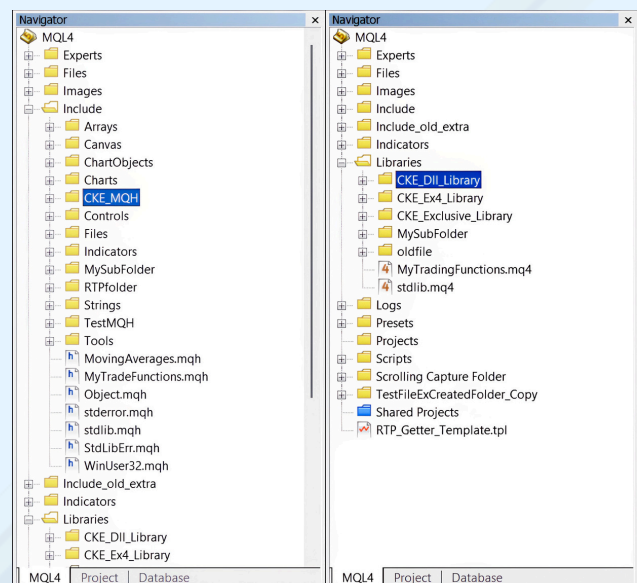 Navigator
MQL4
Experts
Files
Images
Include
Arrays
Canvas
ChartObjects
Charts
CKE_MQH
Controls
Files
Indicators
MySubFolder
RTPfolder
Strings
TestMQH
Tools
MovingAverages.mqh
MyTradeFunctions.mqh
Object.mqh
stderror.mqh
stdlib.mqh
StdLibErr.mqh
WinUser32.mqh
Include_old_extra
Indicators
Libraries
CKE_Dll_Library
CKE_Ex4_Library
MQL4 Project Database
Navigator
MQL4
Experts
Files
Images
Include
Include_old_extra
Indicators
Libraries
CKE_Dll_Library
CKE_Ex4_Library
CKE_Exclusive_Library
MySubFolder
oldfile
MyTradingFunctions.mq4
stdlib.mq4
Logs
Presets
Projects
Scripts
Scrolling Capture Folder
TestFileExCreatedFolder_Copy
Shared Projects
RTP_Getter_Template.tpl
MQL4 Project Database